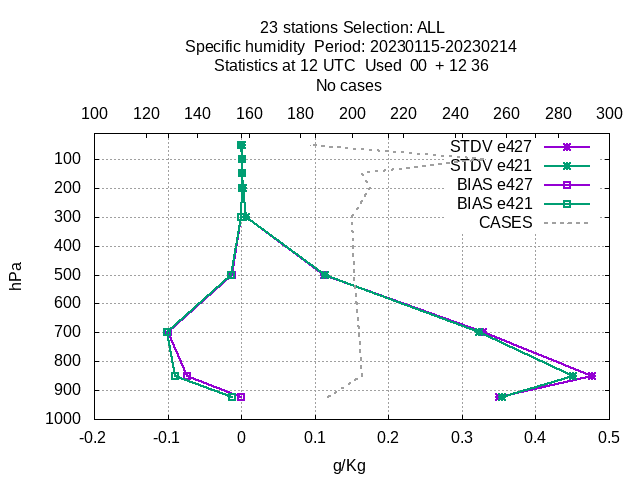 23 stations Selection: ALL
Specific humidity  Period: 20230115-20230214
Statistics at 12 UTC  Used  00  + 12 36
No cases
100 120 140 160 180 200 220 240 260 280 300
STDV e427
STDV e421
BIAS e427
BIAS e421
CASES
100
200
300
400
500
600
700
800
900
1000
hPa
-0.2 -0.1 0 0.1 0.2 0.3 0.4 0.5
g/Kg